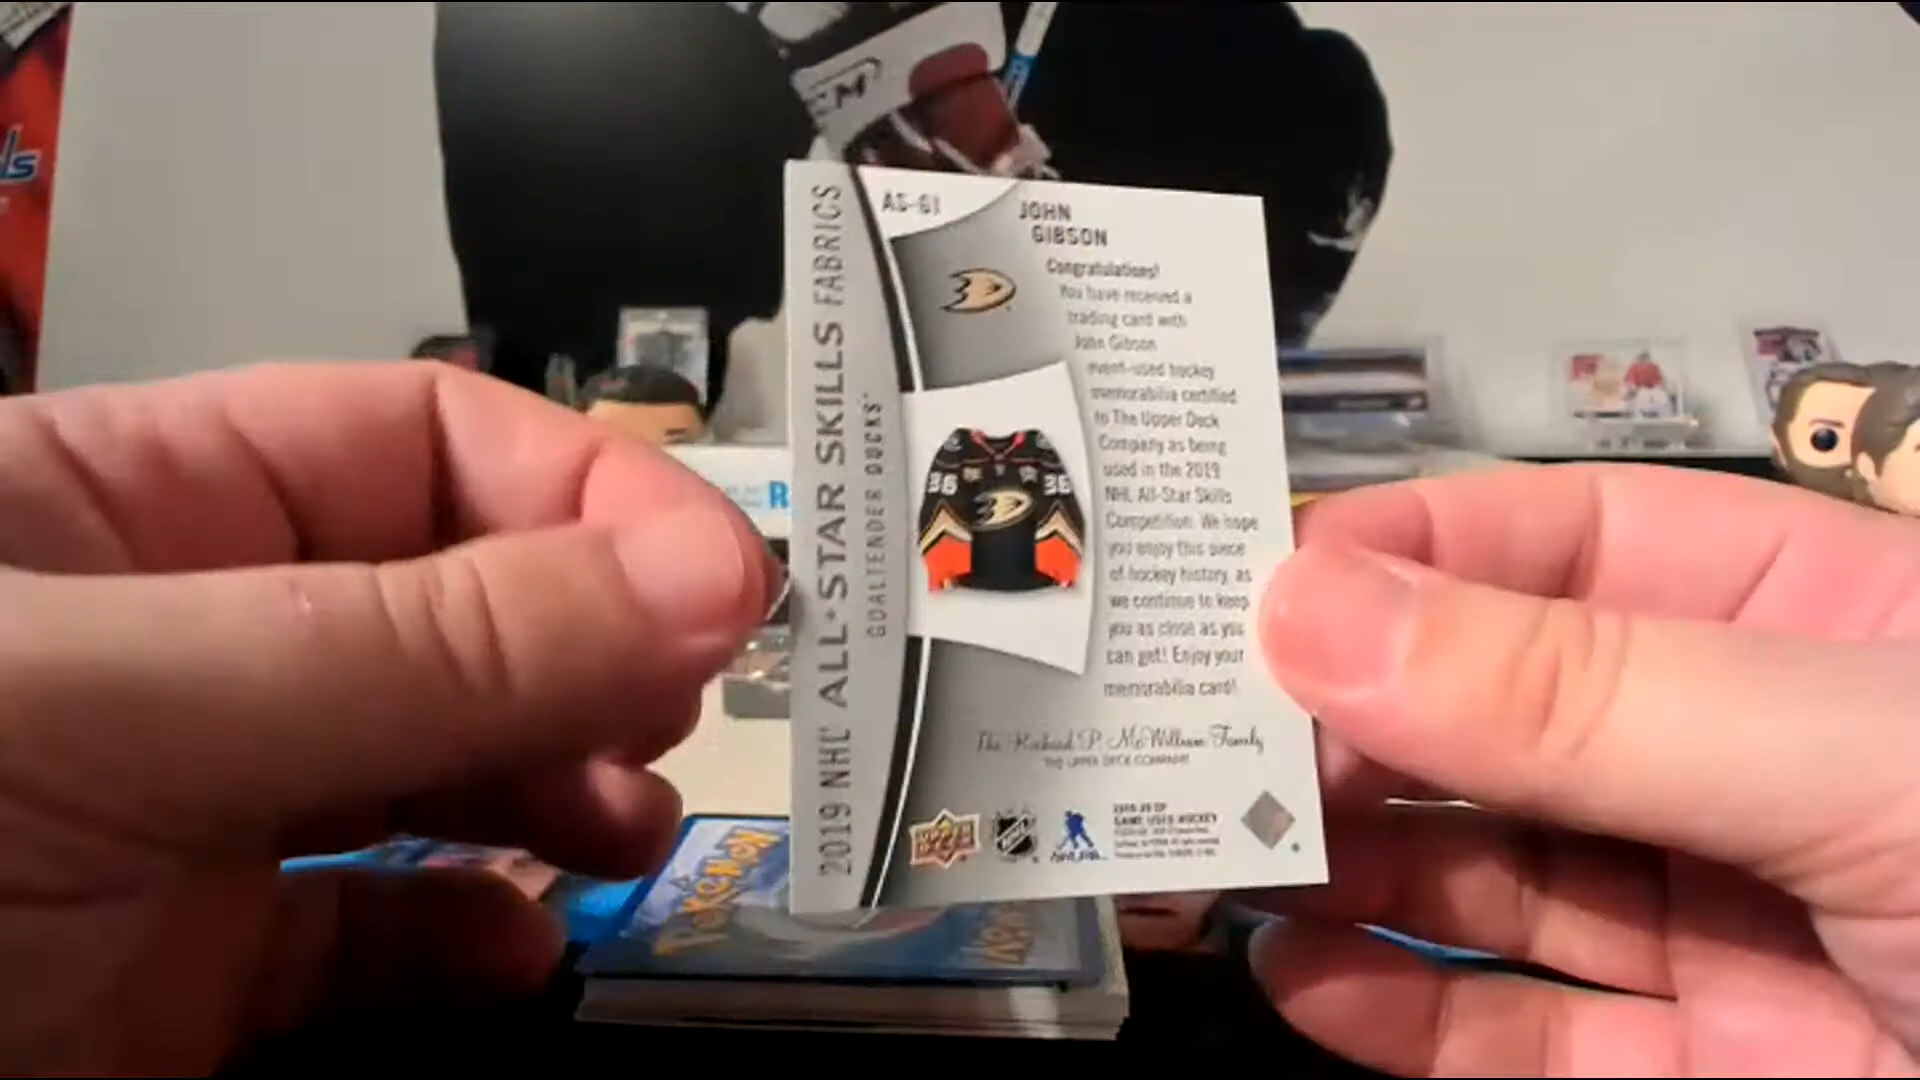 ls
M
AS-GI
JOHN
GIBSON
Congratulations!
You have received a
trading card with
John Gibson
event-used hockey
memorabilia certified
to The Upper Deck
Company as being
used in the 2019
NHL All-Star Skills
Competition. We hope
you enjoy this piece
of hockey history, as
we continue to keep
you as close as you
can get! Enjoy your
memorabilia card!
2019 NHL ALL-STAR SKILLS FABRICS
GOALTENDER DUCKS
36
36
The Richard P. McWilliam Family
THE UPPER DECK COMPANY
GAME USED HOCKEY
R
POKéMON